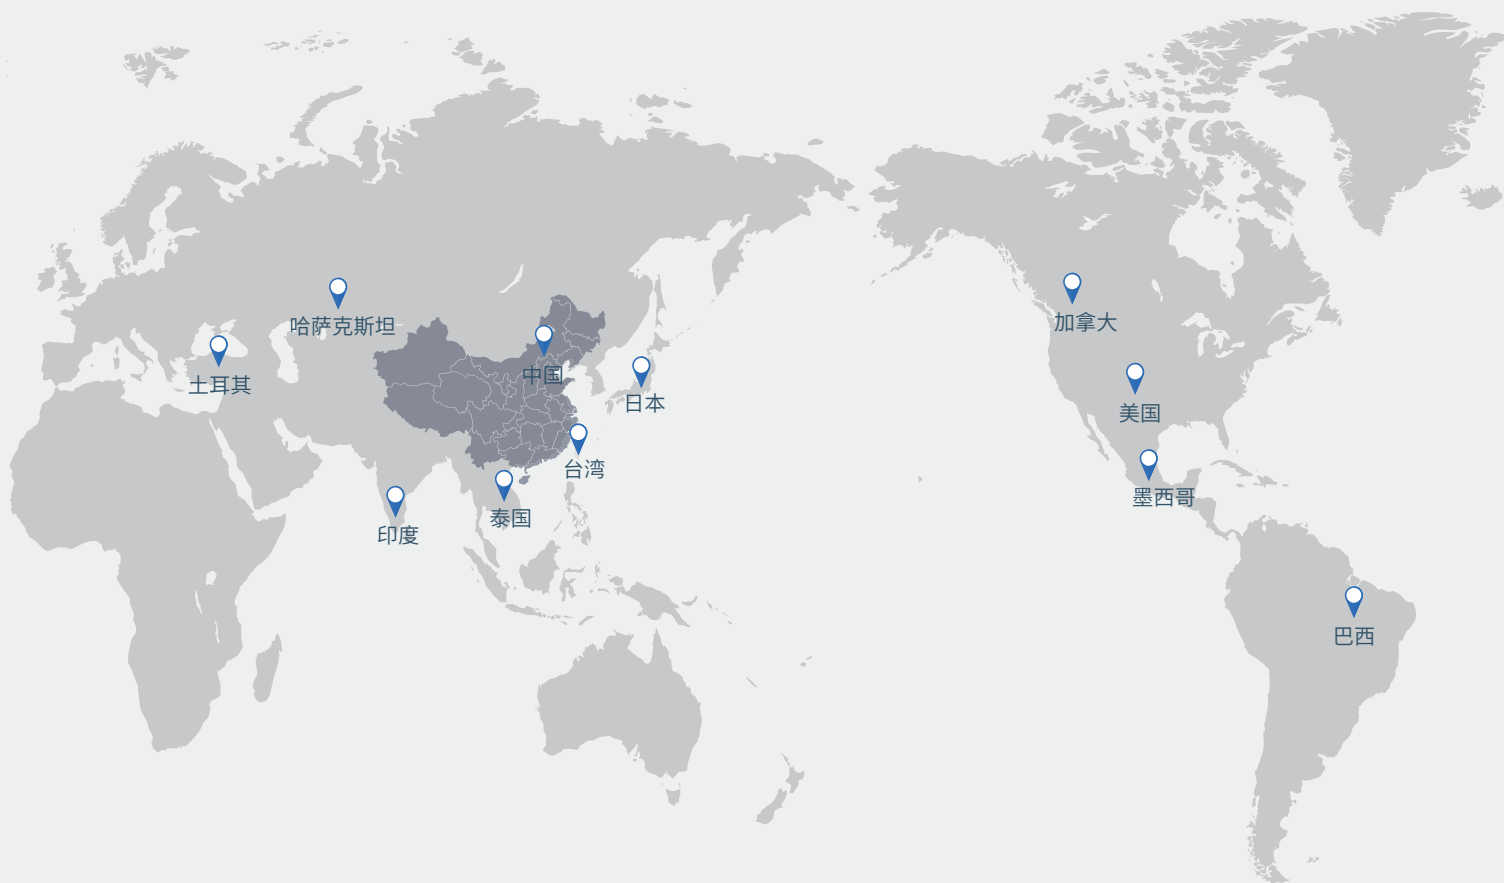 哈萨克斯坦
加拿大
土耳其
中国
日本
美国
台湾
墨西哥
泰国
印度
巴西